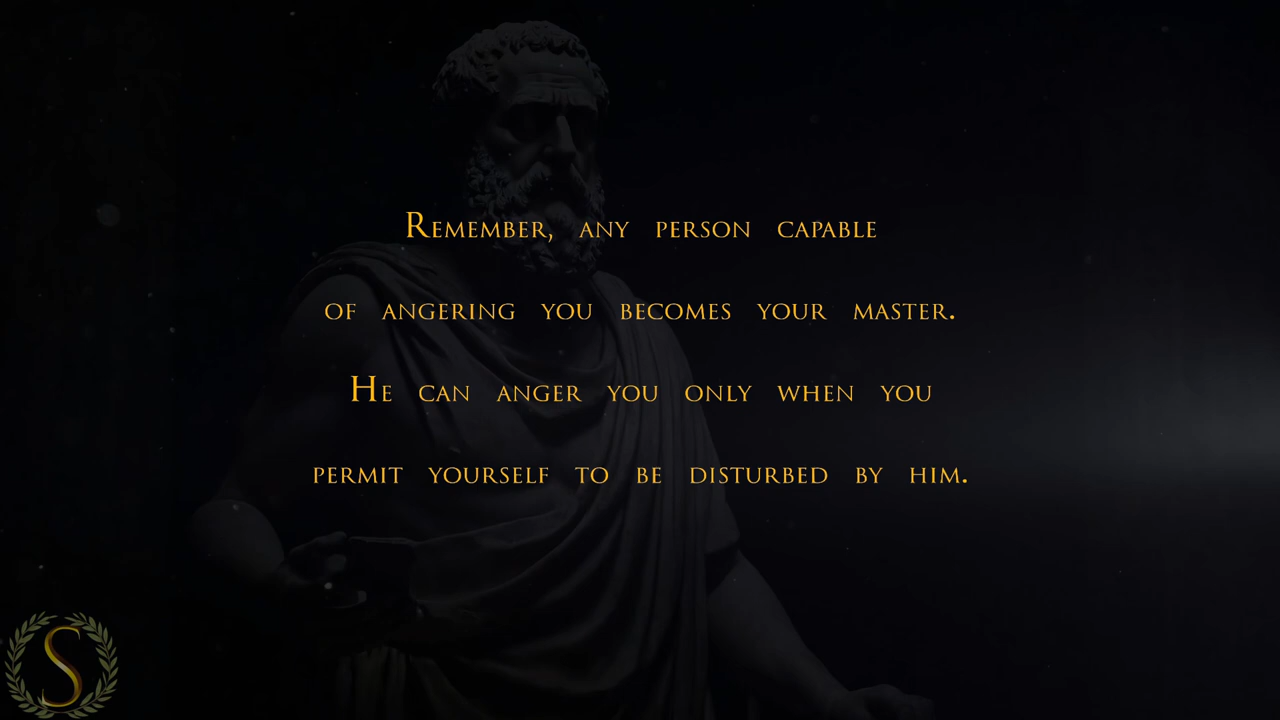 Remember, any person capable
of angering you becomes your master.
He can anger you only when you
permit yourself to be disturbed by him.
S